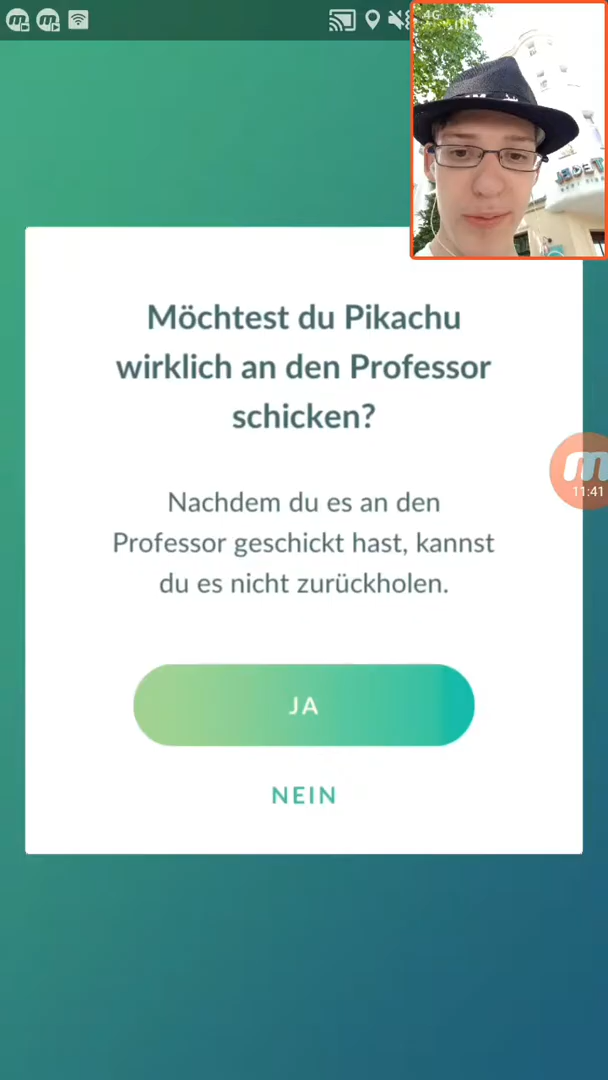 4G
Möchtest du Pikachu
wirklich an den Professor
schicken?
Nachdem du es an den
Professor geschickt hast, kannst
du es nicht zurückholen.
m
11:41
JA
NEIN